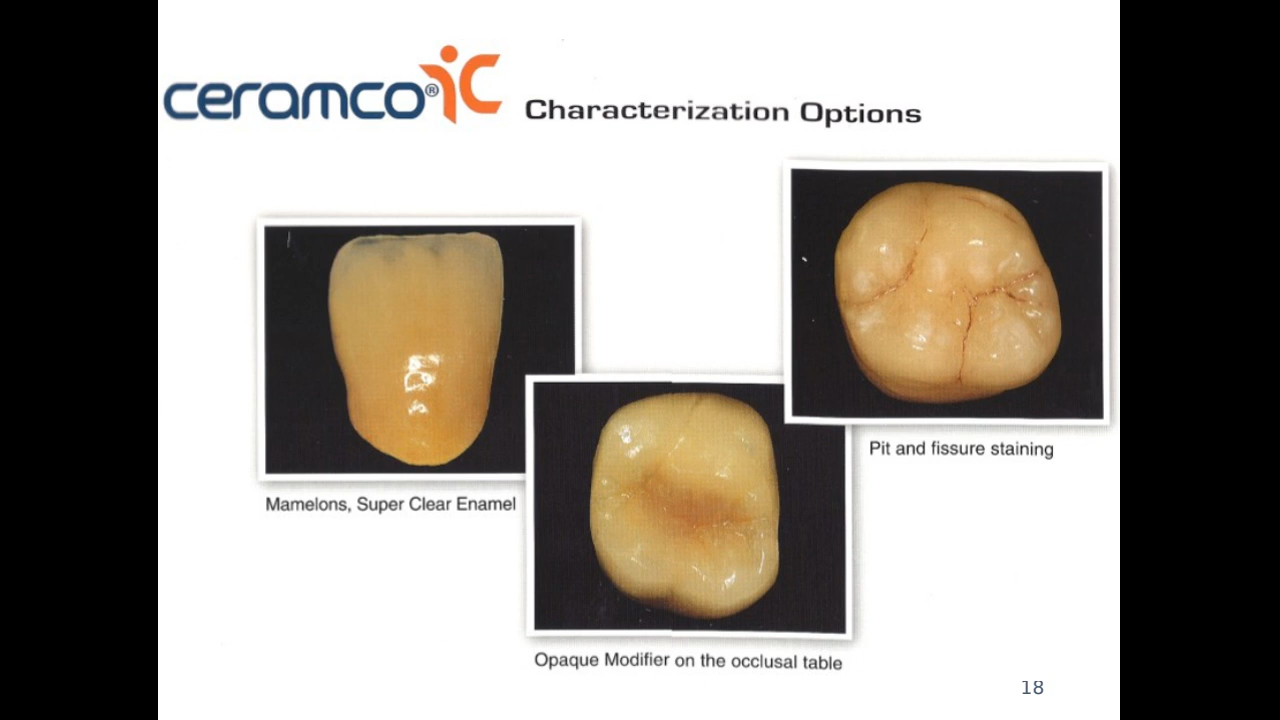 ceramco®iC Characterization Options
Pit and fissure staining
Mamelons, Super Clear Enamel
Opaque Modifier on the occlusal table
18